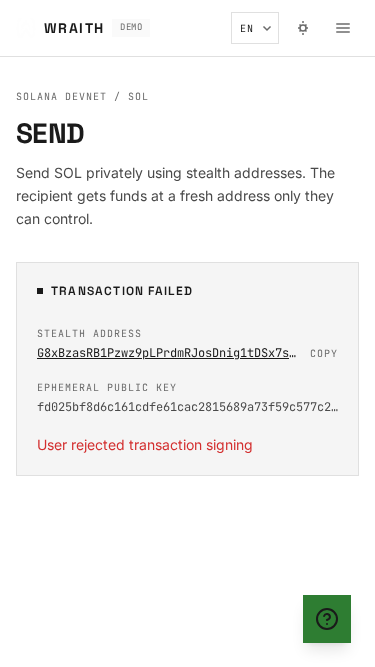 WRAITH DEMO EN
SOLANA DEVNET / SOL
SEND
Send SOL privately using stealth addresses. The
recipient gets funds at a fresh address only they
can control.
TRANSACTION FAILED
STEALTH ADDRESS
G8xBzasRB1Pzwz9pLPrdmRJosDnig1tDSx7s… COPY
EPHEMERAL PUBLIC KEY
fd025bf8d6c161cdfe61cac2815689a73f59c577c2…
User rejected transaction signing